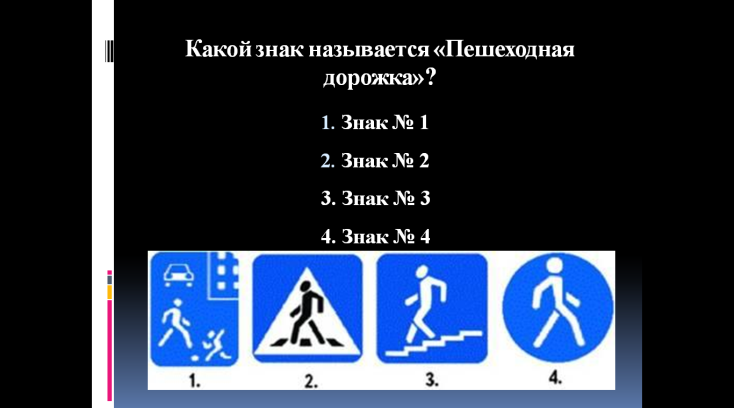 Какой знак называется «Пешеходная
дорожка»?
1. Знак № 1
2. Знак № 2
3. Знак № 3
4. Знак № 4
1. 2. 3. 4.